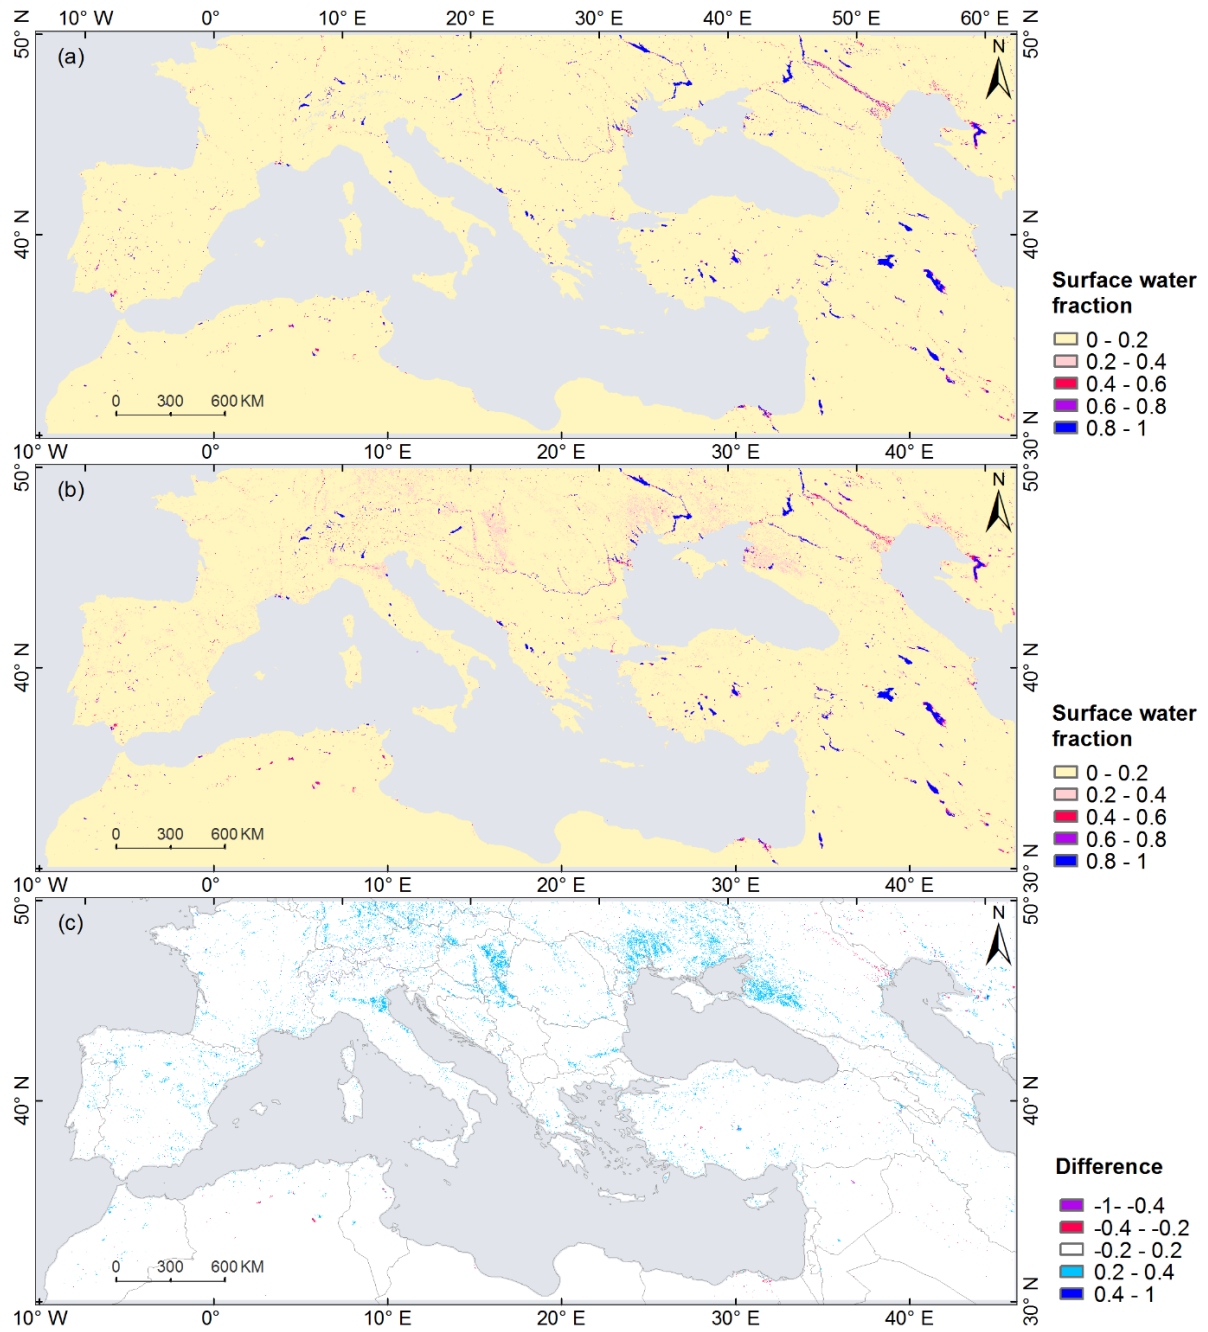 10° W 0° 10° E 20° E 30° E 40° E 50° E 60° E
50° N
N
(a)
N
40° N
40° N
0 300 600 KM
30° N
Surface water
fraction
0 - 0.2
0.2 - 0.4
0.4 - 0.6
0.6 - 0.8
0.8 - 1
10° W 0° 10° E 20° E 30° E 40° E
50°
50°
(b)
N
40° N
40° N
0 300 600 KM
30° N
Surface water
fraction
0 - 0.2
0.2 - 0.4
0.4 - 0.6
0.6 - 0.8
0.8 - 1
10° W 0° 10° E 20° E 30° E 40° E
50°
50°
(c)
N
40° N
40° N
0 300 600 KM
30° N
Difference
-1- -0.4
-0.4 - -0.2
-0.2 - 0.2
0.2 - 0.4
0.4 - 1
10° W 0° 10° E 20° E 30° E 40° E